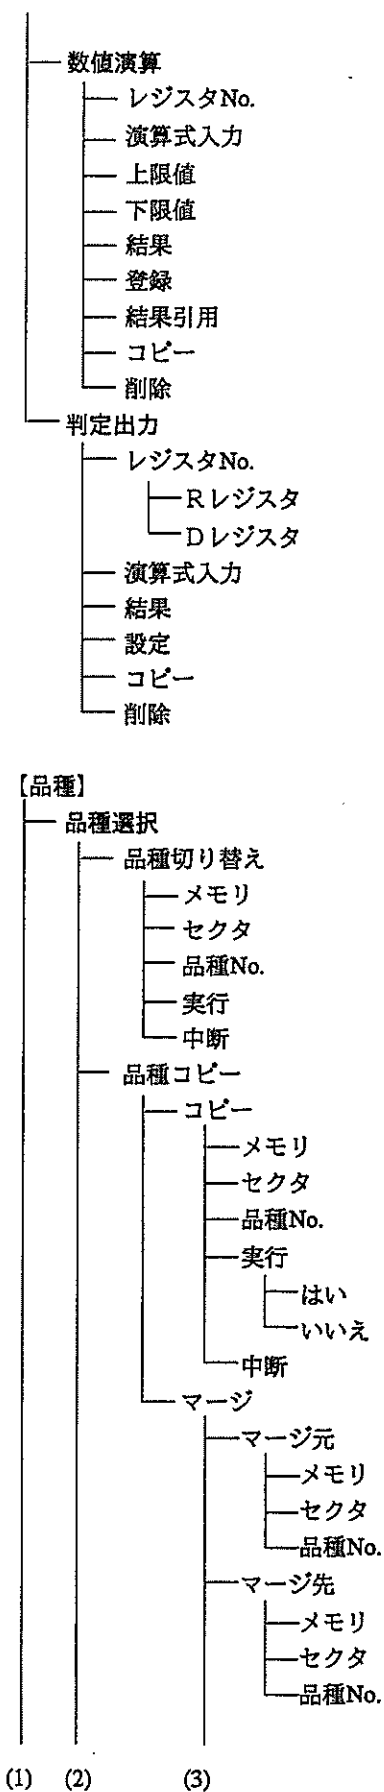 数値演算
レジスタNo.
演算式入力
上限値
下限値
結果
登録
結果引用
コピー
削除
判定出力
レジスタNo.
Rレジスタ
Dレジスタ
演算式入力
結果
設定
コピー
削除
【品種】
品種選択
品種切り替え
メモリ
セクタ
品種No.
実行
中断
品種コピー
コピー
メモリ
セクタ
品種No.
実行
はい
いいえ
中断
マージ
マージ元
メモリ
セクタ
品種No.
マージ先
メモリ
セクタ
品種No.
(1) (2) (3)